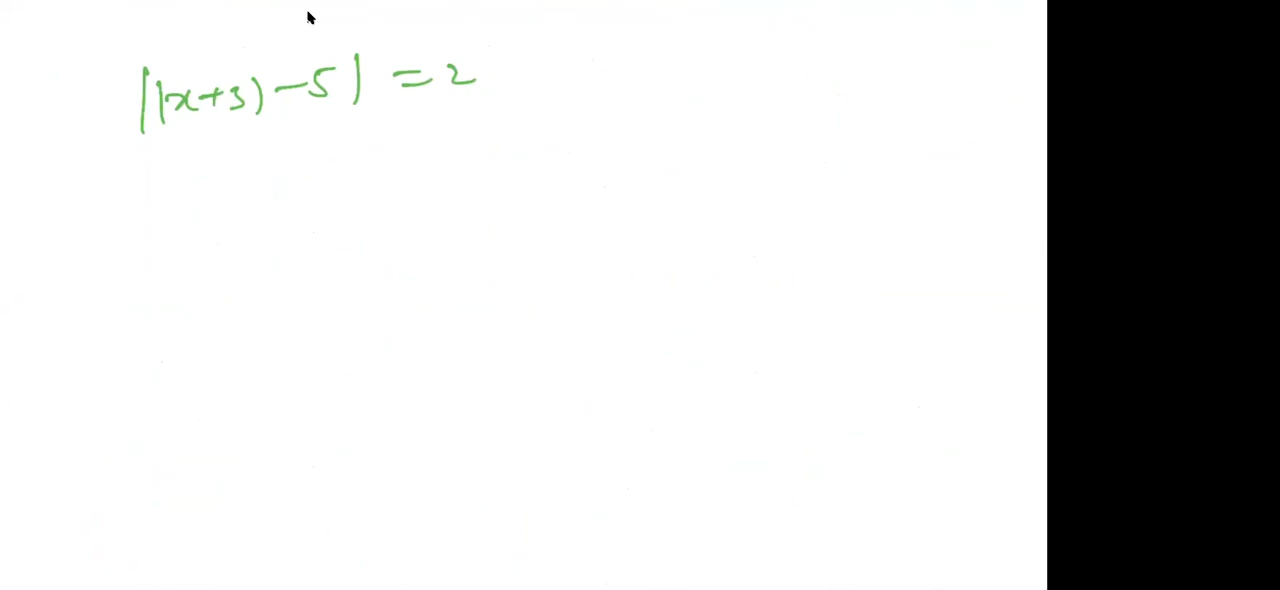 ||x+3)-5| = 2